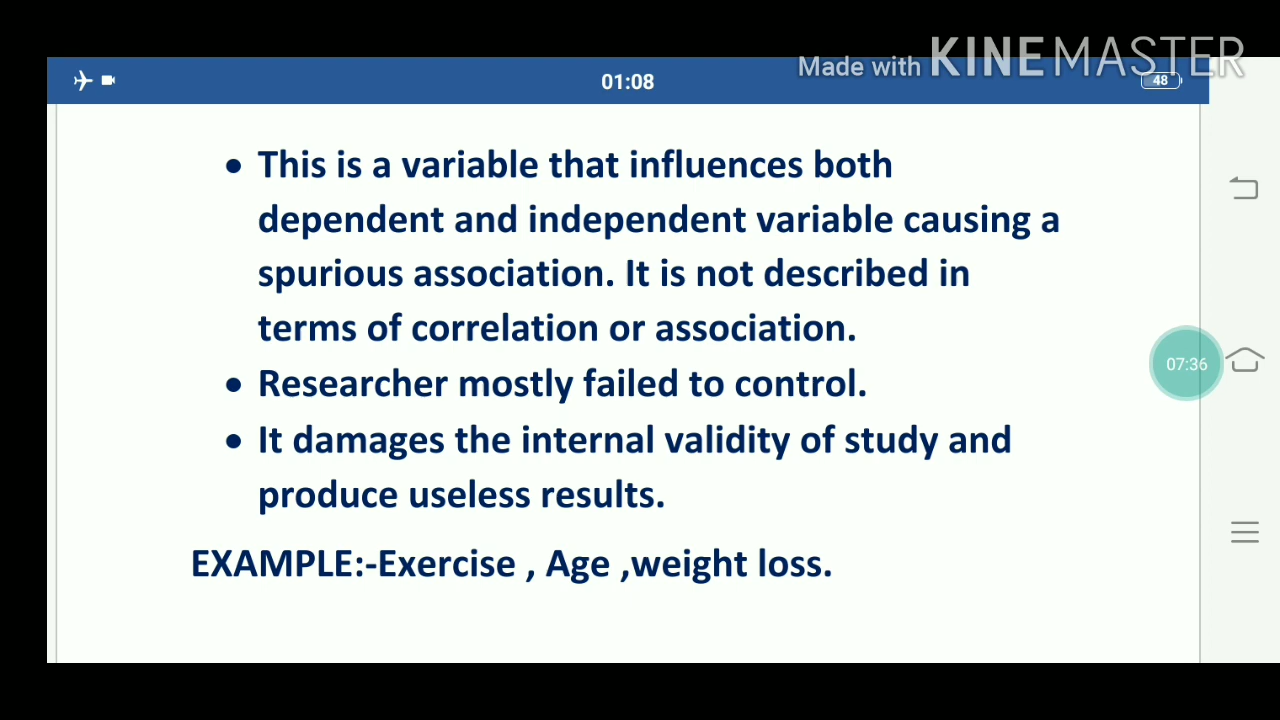 Made with KINEMASTER
01:08
48
• This is a variable that influences both
dependent and independent variable causing a
spurious association. It is not described in
terms of correlation or association.
• Researcher mostly failed to control.
• It damages the internal validity of study and
produce useless results.
EXAMPLE:-Exercise , Age ,weight loss.
07:36